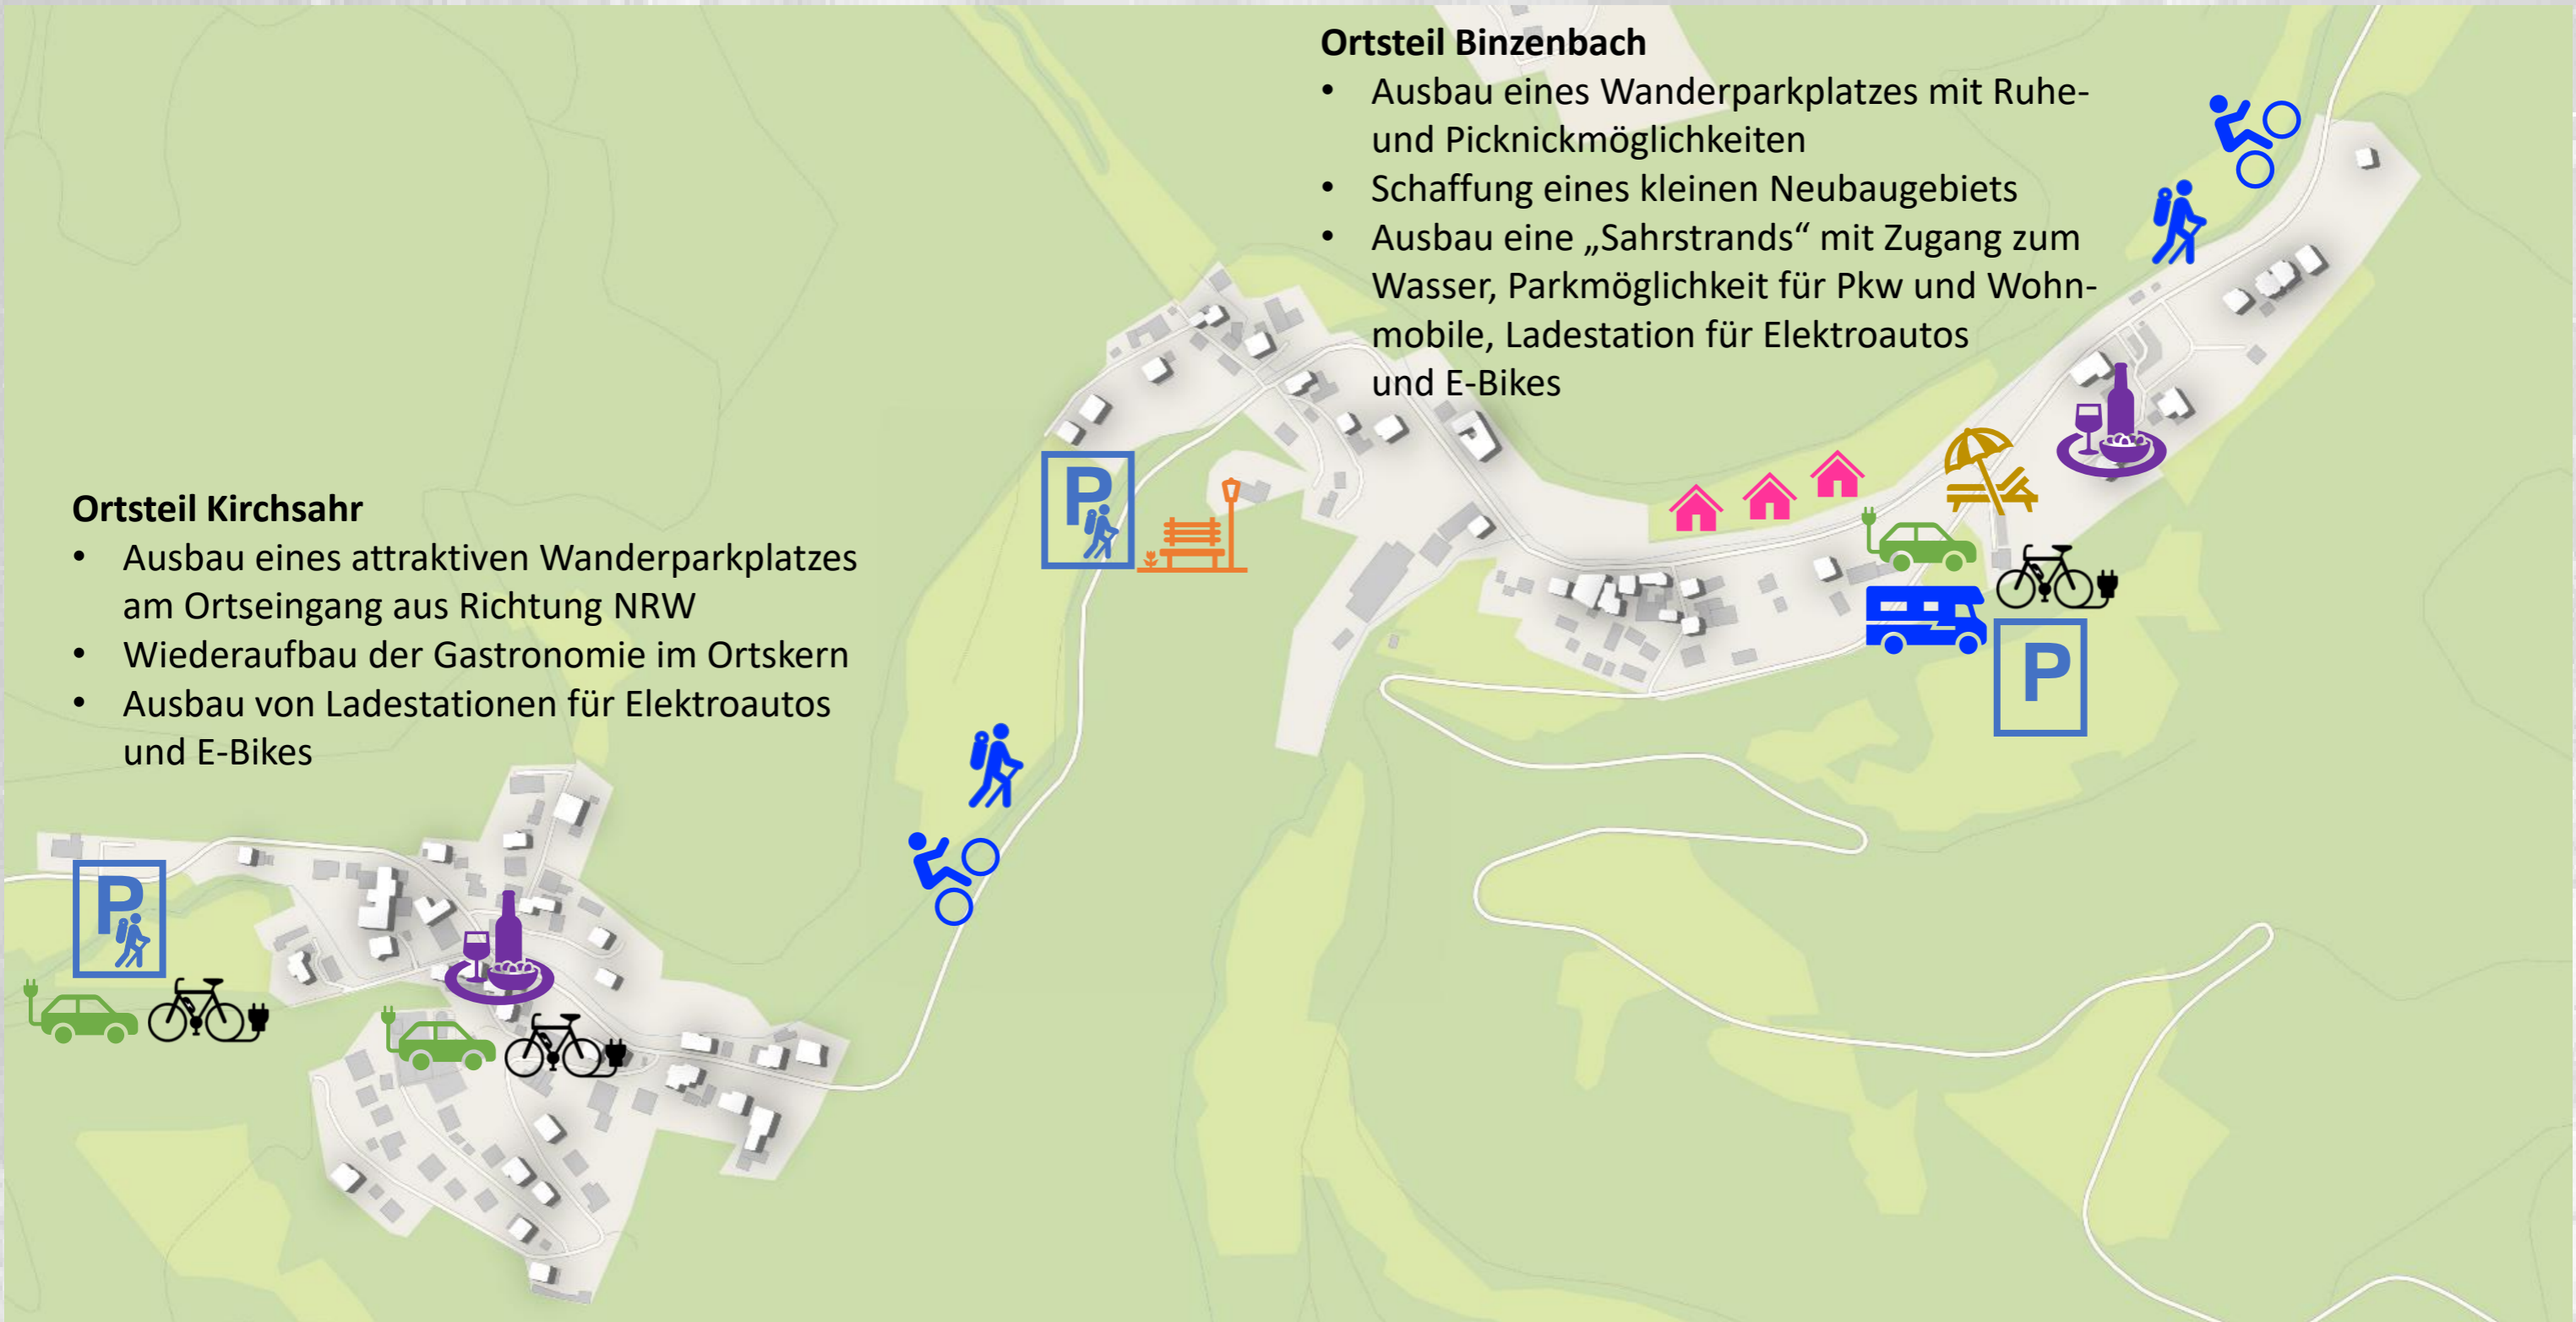 Ortsteil Binzenbach
• Ausbau eines Wanderparkplatzes mit Ruhe-
und Picknickmöglichkeiten
• Schaffung eines kleinen Neubaugebiets
• Ausbau eine „Sahrstrands“ mit Zugang zum
Wasser, Parkmöglichkeit für Pkw und Wohn-
mobile, Ladestation für Elektroautos
und E-Bikes
Ortsteil Kirchsahr
• Ausbau eines attraktiven Wanderparkplatzes
am Ortseingang aus Richtung NRW
• Wiederaufbau der Gastronomie im Ortskern
• Ausbau von Ladestationen für Elektroautos
und E-Bikes
P
P
P